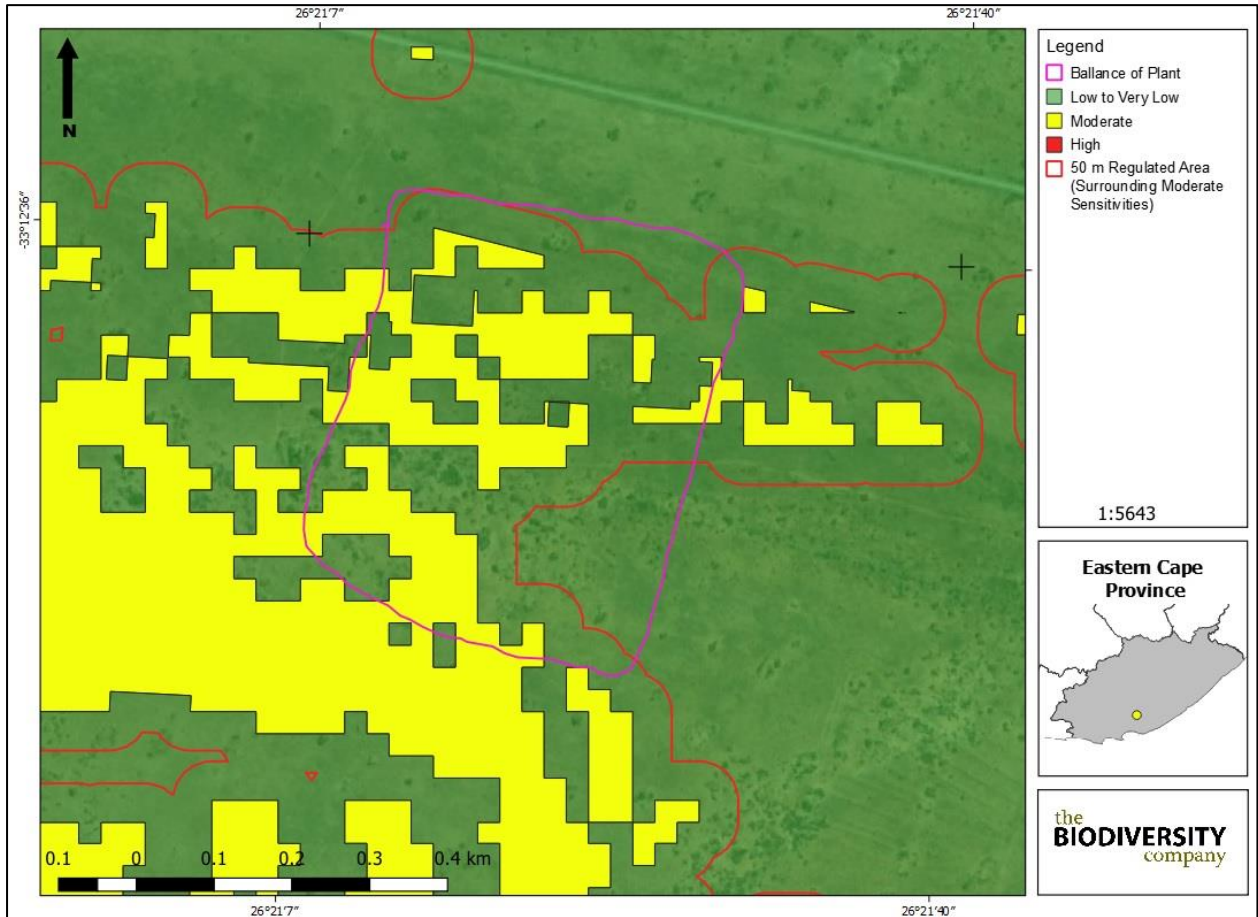 26°21'7" 26°21'40"
N
-33°12'36"
Legend
Ballance of Plant
Low to Very Low
Moderate
High
50 m Regulated Area
(Surrounding Moderate
Sensitivities)
1:5643
Eastern Cape
Province
the
BIODIVERSITY
company
0.1 0 0.1 0.2 0.3 0.4 km
26°21'7" 26°21'40"